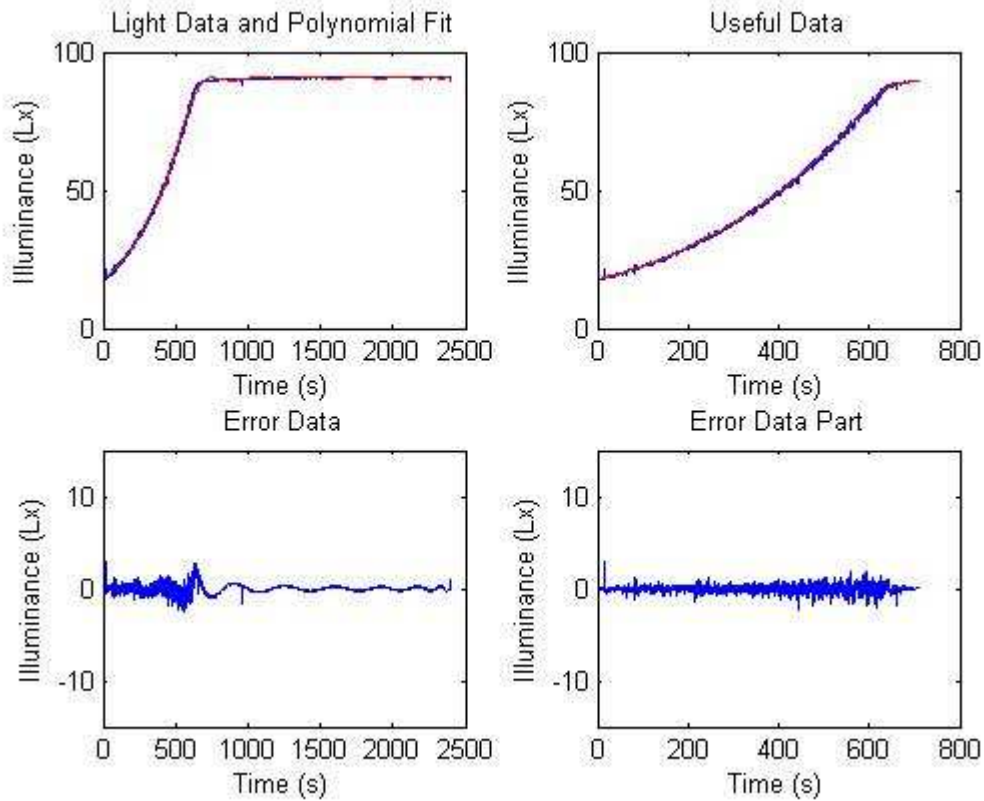 Light Data and Polynomial Fit
100
50
0
Illuminance (Lx)
0 500 1000 1500 2000 2500
Time (s)
Useful Data
100
50
0
Illuminance (Lx)
0 200 400 600 800
Time (s)
Error Data
10
0
-10
Illuminance (Lx)
0 500 1000 1500 2000 2500
Time (s)
Error Data Part
10
0
-10
Illuminance (Lx)
0 200 400 600 800
Time (s)